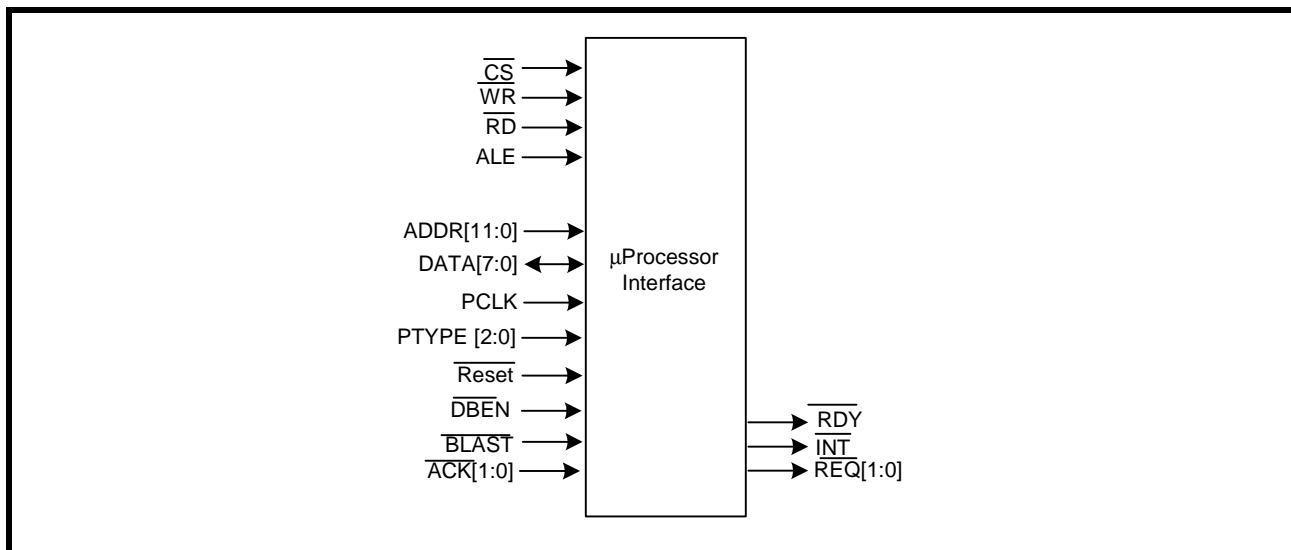 CS
WR
RD
ALE
ADDR[11:0]
DATA[7:0]
PCLK
PTYPE [2:0]
Reset
DBEN
BLAST
ACK[1:0]
μProcessor
Interface
RDY
INT
REQ[1:0]